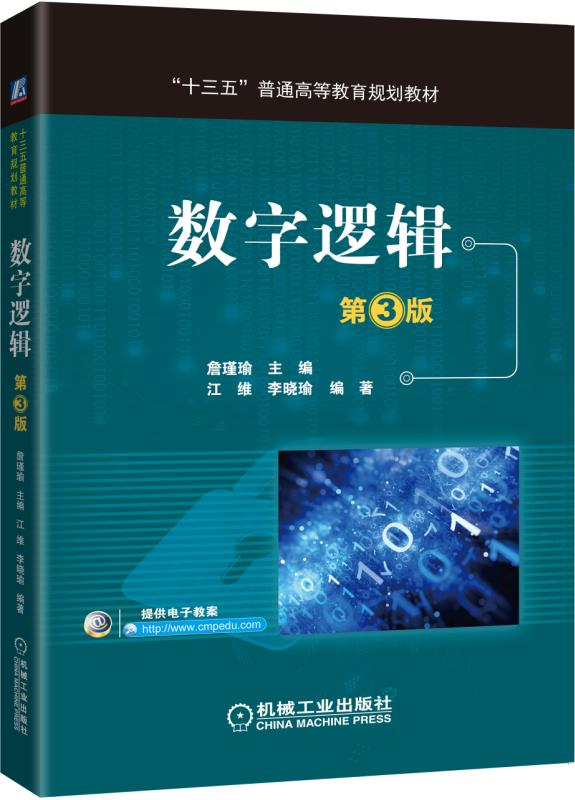 “十三五”普通高等教育规划教材
数字逻辑
第3版
詹瑾瑜 主 编
江 维 李晓瑜 编 著
提供电子教案
http://www.cmpedu.com
机械工业出版社
CHINA MACHINE PRESS
十三五普通高等
教育规划教材
数字逻辑
第3版
詹瑾瑜 主编 江 维 李晓瑜 编著
机械工业出版社
CHINA MACHINE PRESS